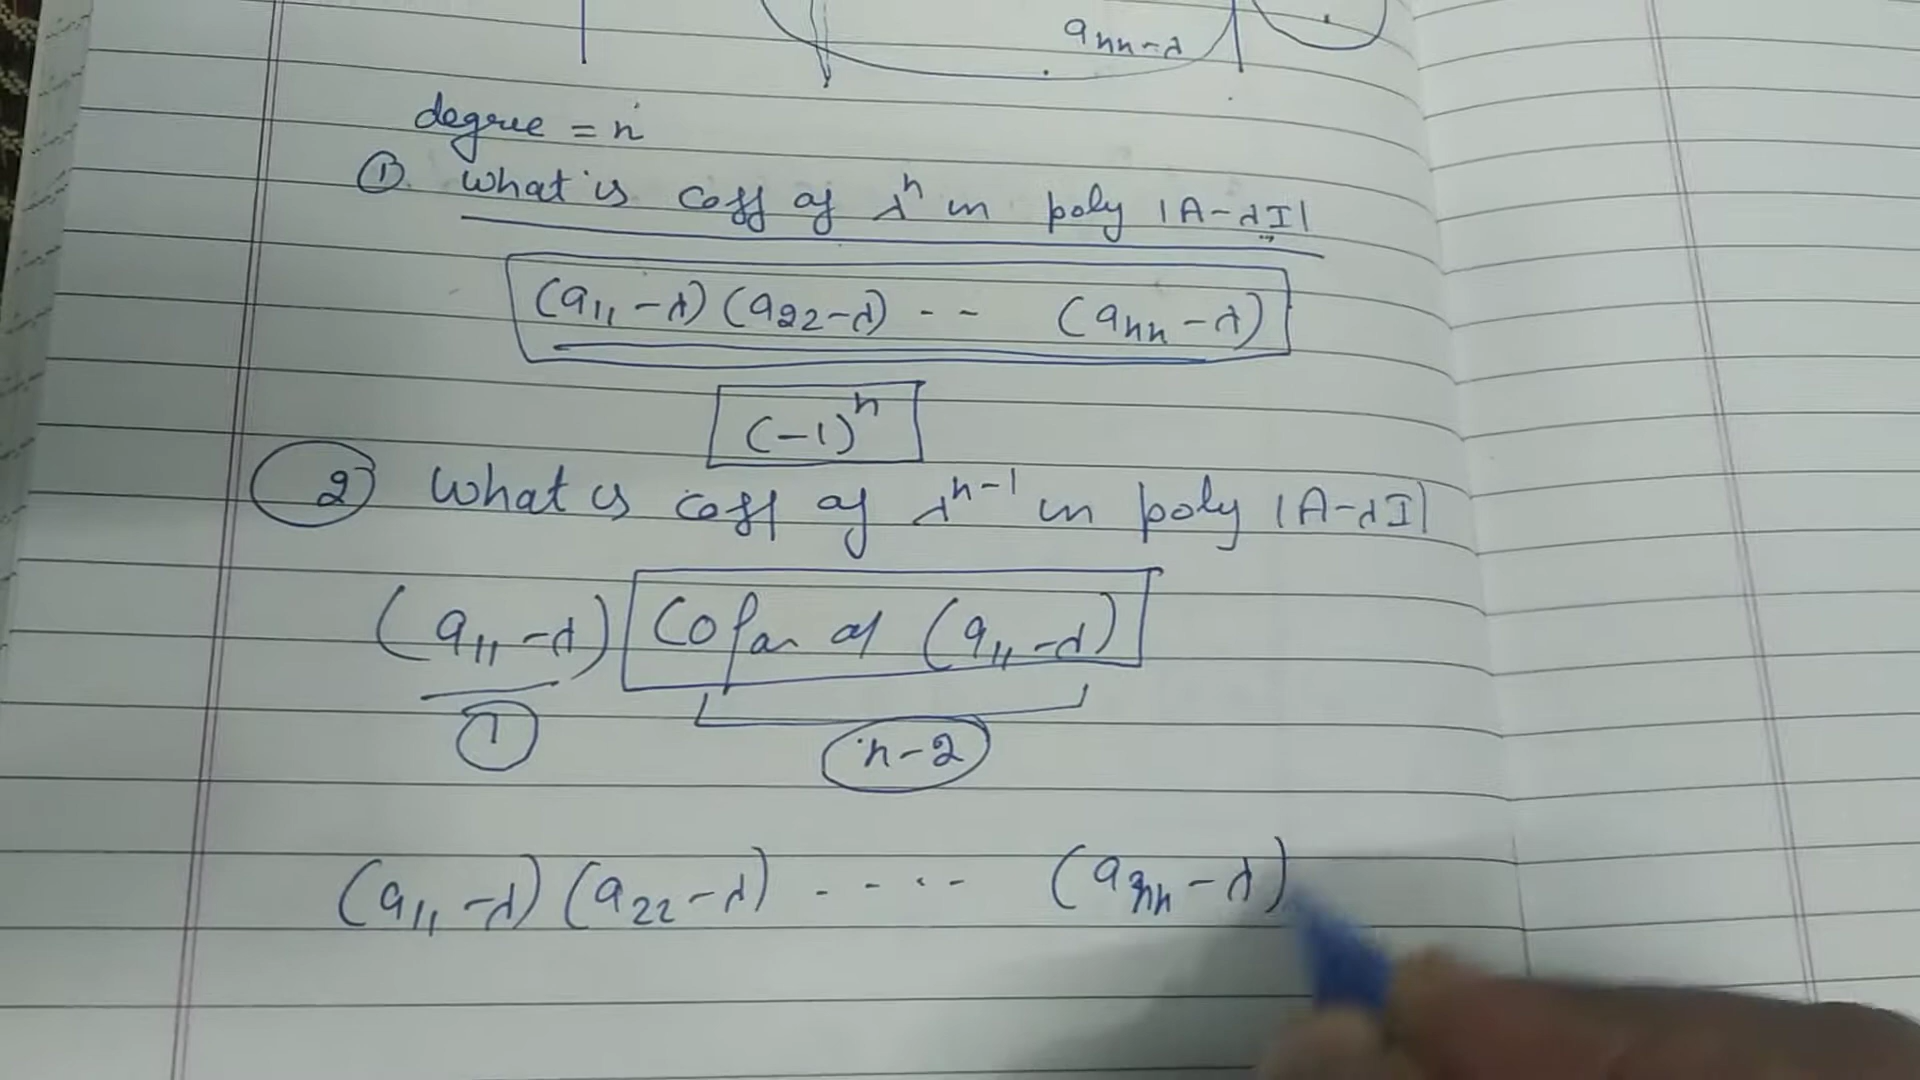 ann-λ
degree = n
① What is coff of λ^n in poly |A-λI|
(a11-λ)(a22-λ) -- (ann-λ)
(-1)^n
② What is coff of λ^n-1 in poly |A-λI|
(a11-λ) of (a11-λ)
① n-2
(a11-λ)(a22-λ) ---- (ann-λ)